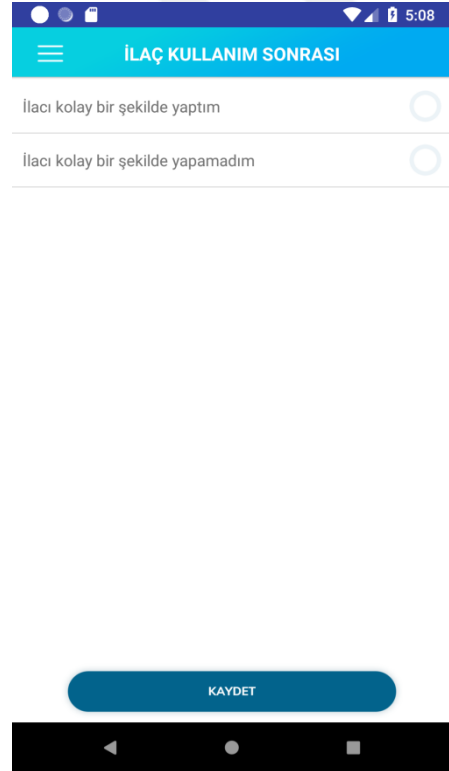 5:08
İLAÇ KULLANIM SONRASI
İlacı kolay bir şekilde yaptım
İlacı kolay bir şekilde yapamadım
KAYDET